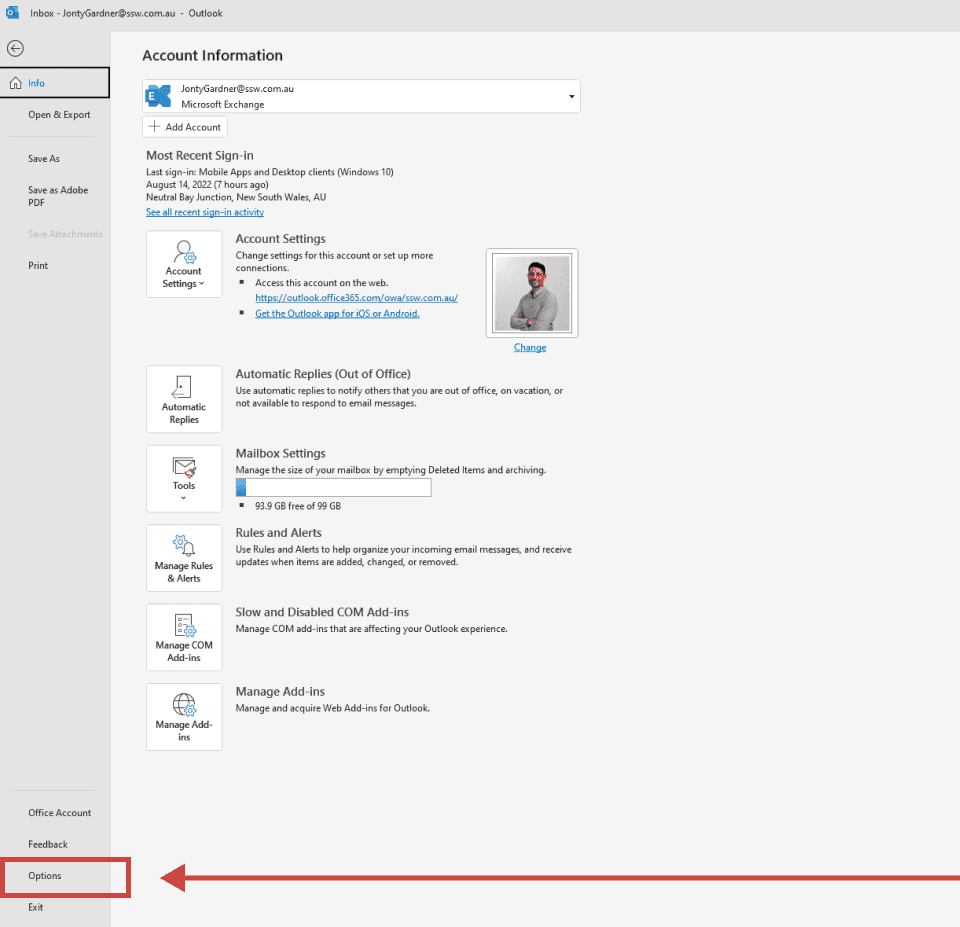 Inbox - JontyGardner@ssw.com.au - Outlook
Info
Open & Export
Save As
Save as Adobe
PDF
Save Attachments
Print
Office Account
Feedback
Options
Exit
Account Information
E
JontyGardner@ssw.com.au
Microsoft Exchange
Add Account
Most Recent Sign-in
Last sign-in: Mobile Apps and Desktop clients (Windows 10)
August 14, 2022 (7 hours ago)
Neutral Bay Junction, New South Wales, AU
See all recent sign-in activity
Account
Settings
Account Settings
Change settings for this account or set up more
connections.
Access this account on the web.
https://outlook.office365.com/owa/ssw.com.au/
Get the Outlook app for iOS or Android.
Change
Automatic
Replies
Automatic Replies (Out of Office)
Use automatic replies to notify others that you are out of office, on vacation, or
not available to respond to email messages.
Tools
Mailbox Settings
Manage the size of your mailbox by emptying Deleted Items and archiving.
93.9 GB free of 99 GB
Manage Rules
& Alerts
Rules and Alerts
Use Rules and Alerts to help organize your incoming email messages, and receive
updates when items are added, changed, or removed.
Manage COM
Add-ins
Slow and Disabled COM Add-ins
Manage COM add-ins that are affecting your Outlook experience.
Manage Add-
ins
Manage Add-ins
Manage and acquire Web Add-ins for Outlook.